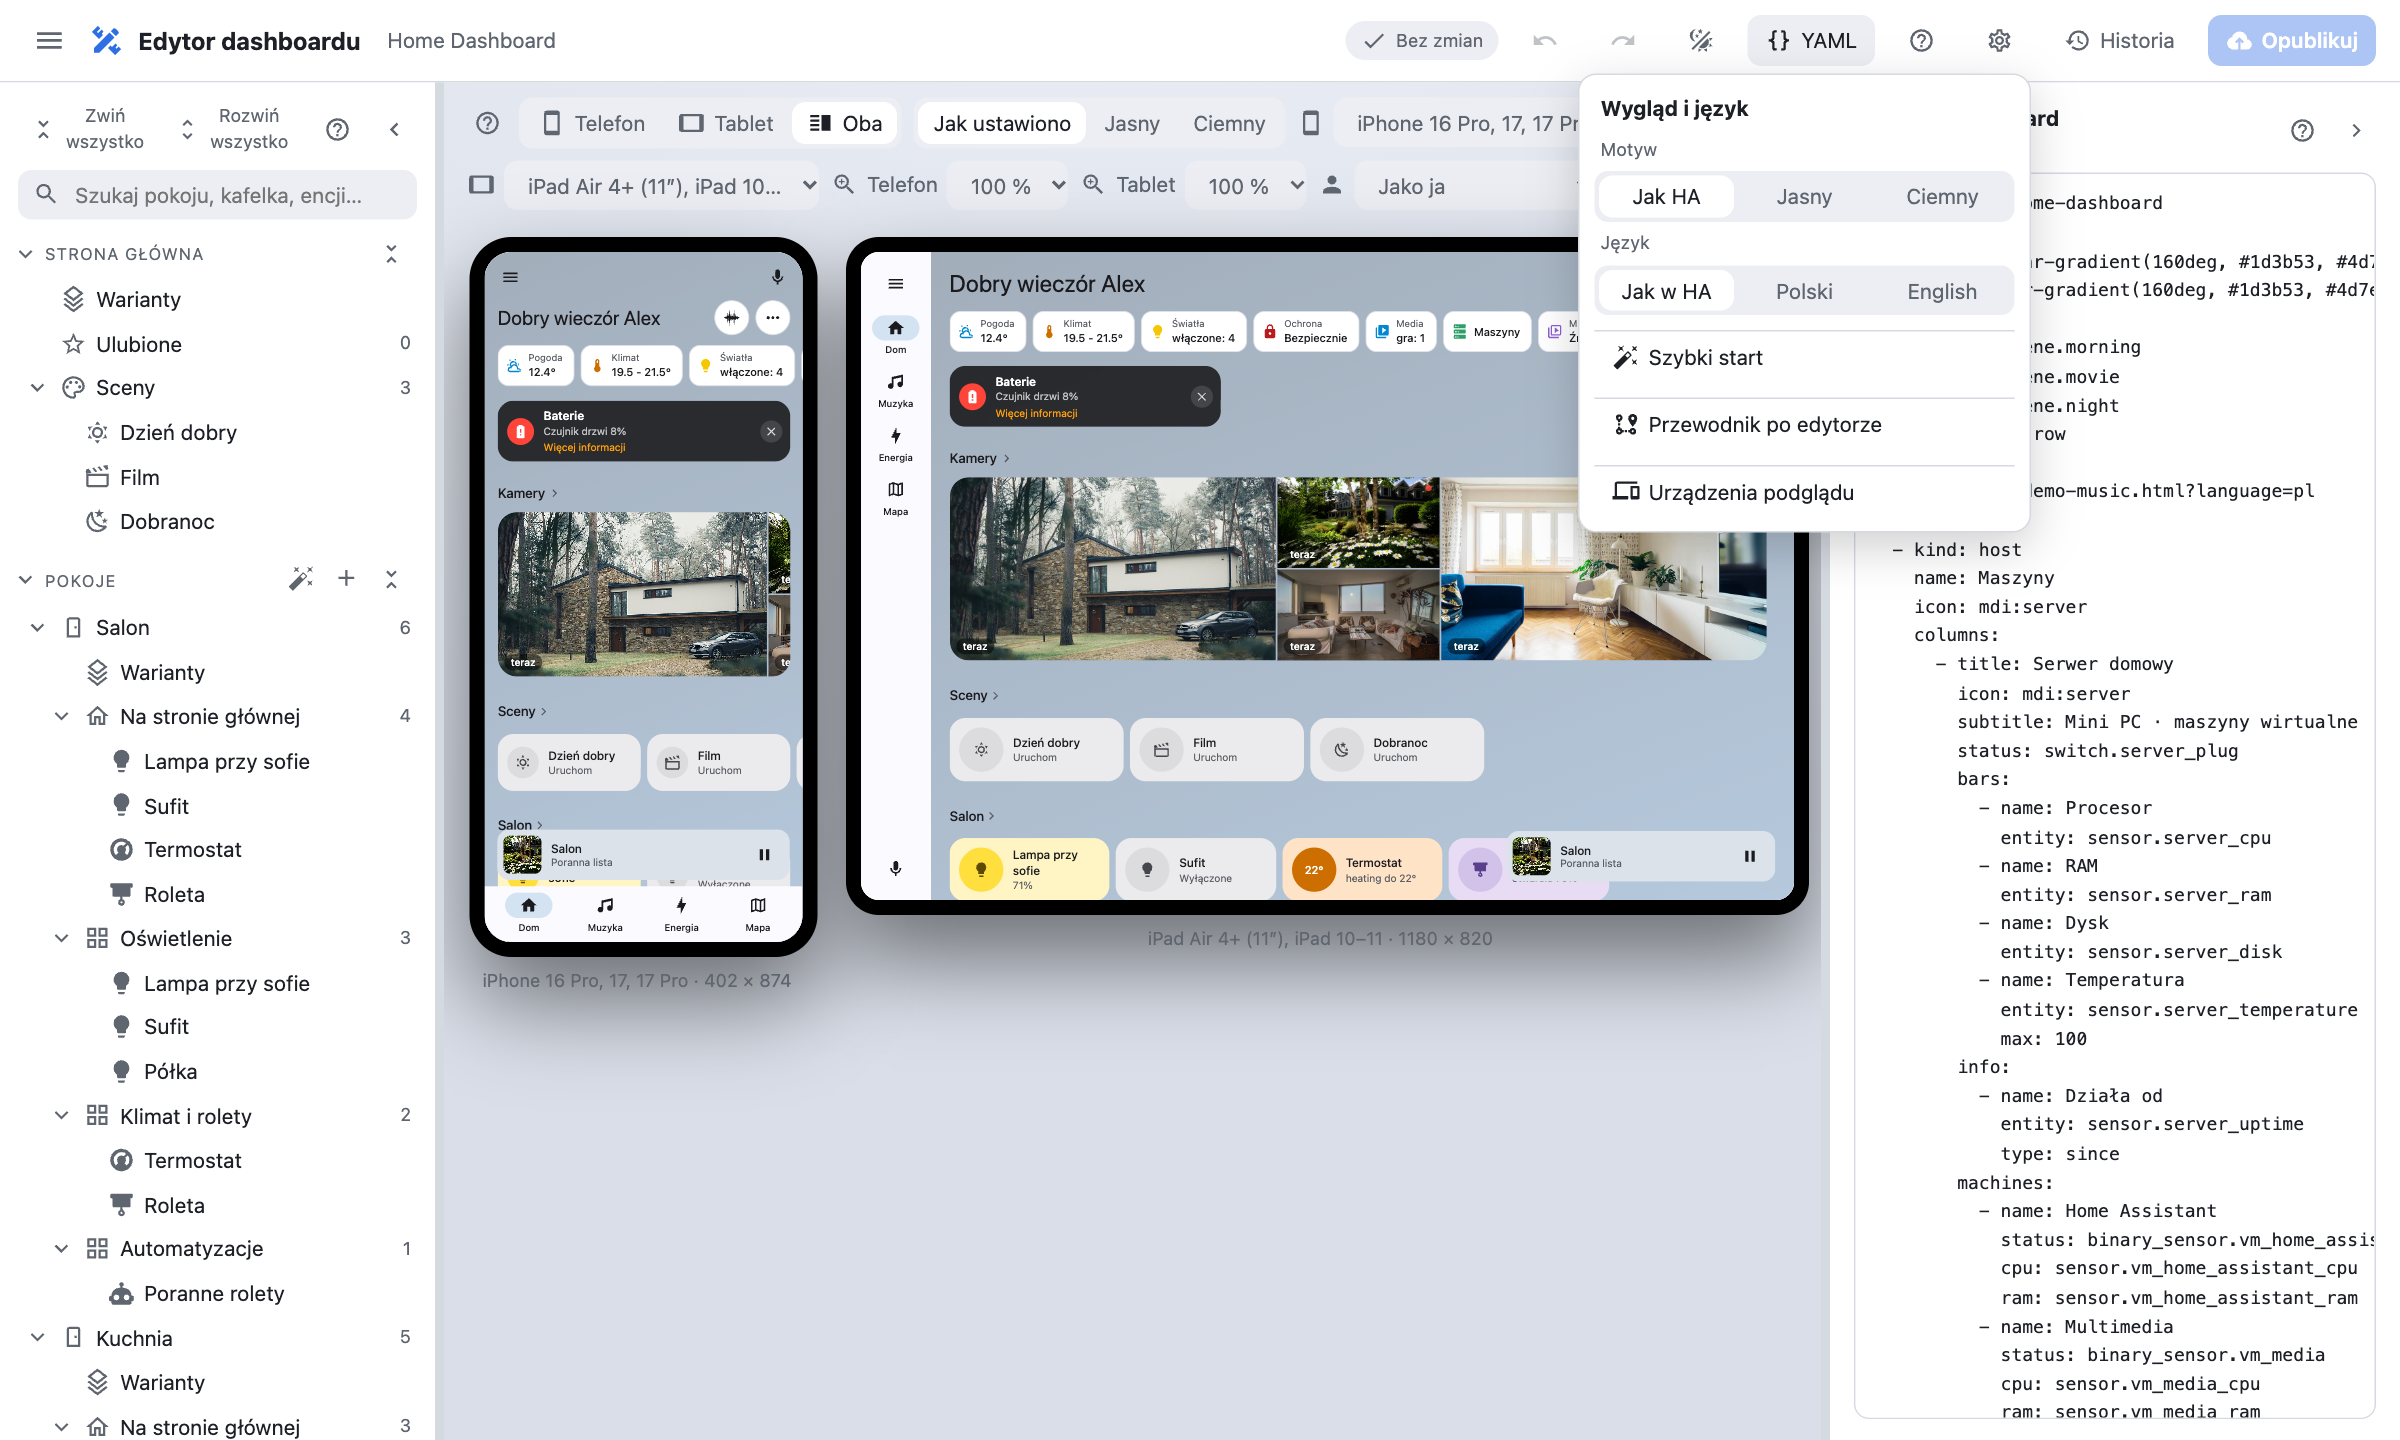 Edytor dashboardu
Home Dashboard
Bez zmian
{} YAML
Historia
Opublikuj
Zwiń wszystko
Rozwiń wszystko
Szukaj pokoju, kafelka, encji...
STRONA GŁÓWNA
Warianty
Ulubione 0
Sceny 3
Dzień dobry
Film
Dobranoc
POKOJE
Salon 6
Warianty
Na stronie głównej 4
Lampa przy sofie
Sufit
Termostat
Roleta
Oświetlenie 3
Lampa przy sofie
Sufit
Półka
Klimat i rolety 2
Termostat
Roleta
Automatyzacje 1
Poranne rolety
Kuchnia 5
Warianty
Na stronie głównej 3
Telefon
Tablet
Oba
Jak ustawiono
Jasny
Ciemny
iPhone 16 Pro, 17, 17 Pr
iPad Air 4+ (11″), iPad 10...
Telefon
100 %
Tablet
100 %
Jako ja
Dobry wieczór Alex
Pogoda
12.4°
Klimat
19.5 - 21.5°
Światła
włączone: 4
Baterie
Czujnik drzwi 8%
Więcej informacji
Kamery
teraz
te
te
Sceny
Dzień dobry
Uruchom
Film
Uruchom
Salon
Salon
Poranna lista
sofie
Wyłączone
Dom
Muzyka
Energia
Mapa
iPhone 16 Pro, 17, 17 Pro · 402 × 874
Dom
Muzyka
Energia
Mapa
Dobry wieczór Alex
Pogoda
12.4°
Klimat
19.5 - 21.5°
Światła
włączone: 4
Ochrona
Bezpiecznie
Media
gra: 1
Maszyny
Baterie
Czujnik drzwi 8%
Więcej informacji
Kamery
teraz
teraz
teraz
teraz
Sceny
Dzień dobry
Uruchom
Film
Uruchom
Dobranoc
Uruchom
Salon
Lampa przy sofie
71%
Sufit
Wyłączone
Termostat
22°
heating do 22°
Salon
Poranna lista
iPad Air 4+ (11″), iPad 10–11 · 1180 × 820
Wygląd i język
Motyw
Jak HA
Jasny
Ciemny
Język
Jak w HA
Polski
English
Szybki start
Przewodnik po edytorze
Urządzenia podglądu
ard
me-dashboard
r-gradient(160deg, #1d3b53, #4d7
r-gradient(160deg, #1d3b53, #4d7e
ne.morning
ne.movie
ne.night
row
emo-music.html?language=pl
– kind: host
name: Maszyny
icon: mdi:server
columns:
– title: Serwer domowy
icon: mdi:server
subtitle: Mini PC · maszyny wirtualne
status: switch.server_plug
bars:
– name: Procesor
entity: sensor.server_cpu
– name: RAM
entity: sensor.server_ram
– name: Dysk
entity: sensor.server_disk
– name: Temperatura
entity: sensor.server_temperature
max: 100
info:
– name: Działa od
entity: sensor.server_uptime
type: since
machines:
– name: Home Assistant
status: binary_sensor.vm_home_assis
cpu: sensor.vm_home_assistant_cpu
ram: sensor.vm_home_assistant_ram
– name: Multimedia
status: binary_sensor.vm_media
cpu: sensor.vm_media_cpu
ram: sensor.vm_media_ram